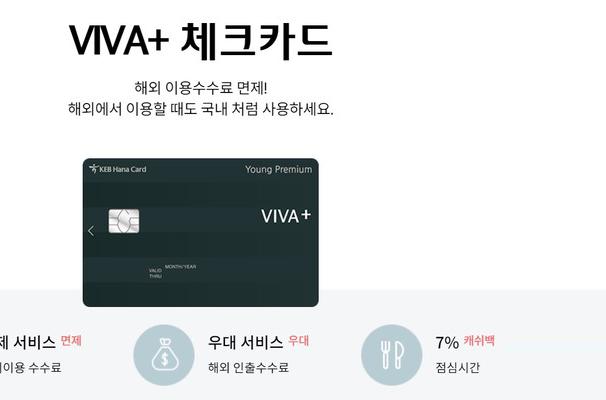 VIVA+ 체크카드
해외 이용수수료 면제!
해외에서 이용할 때도 국내 처럼 사용하세요.
KEB Hana Card
Young Premium
VIVA+
MONTH/YEAR
VALID
THRU
제 서비스 면제
이용 수수료
우대 서비스 우대
해외 인출수수료
7% 캐쉬백
점심시간